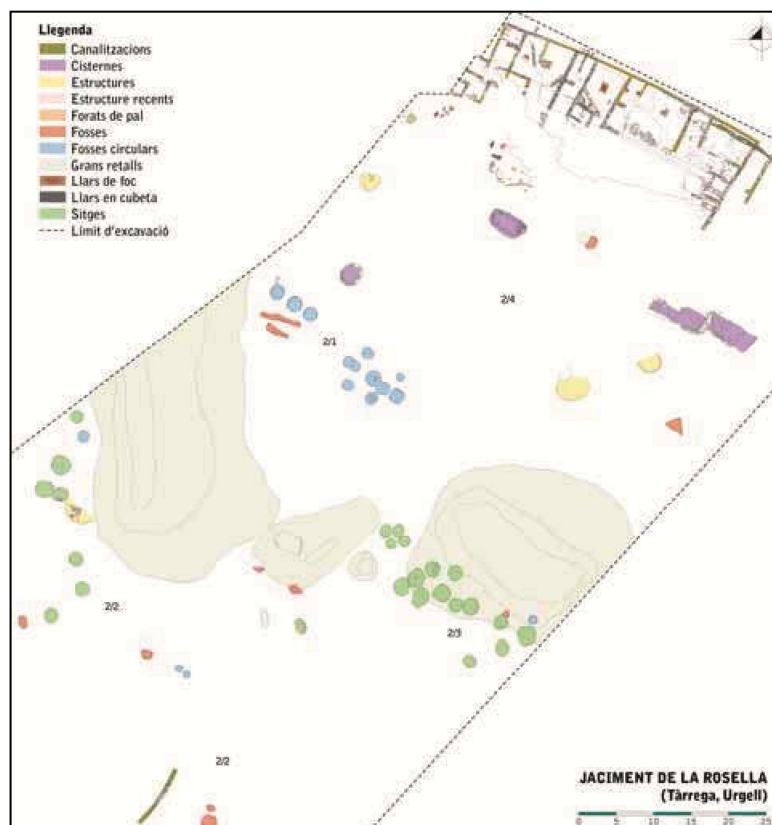 Llegenda
Canalitzacions
Cisternes
Estructures
Estructure recents
Forats de pal
Fosses
Fosses circulars
Grans retalls
Llars de foc
Llars en cubeta
Sitges
Límit d'excavació
2/4
2/1
2/2
2/3
2/2
JACIMENT DE LA ROSELLA
(Tàrrega, Urgell)
0 5 10 15 20 25